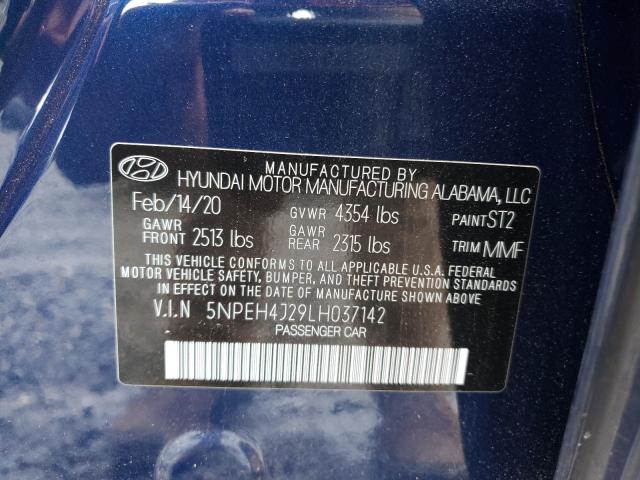 MANUFACTURED BY
HYUNDAI MOTOR MANUFACTURING ALABAMA, LLC
Feb/14/20 GVWR 4354 lbs PAINT ST2
GAWR FRONT 2513 lbs GAWR REAR 2315 lbs TRIM MMF
THIS VEHICLE CONFORMS TO ALL APPLICABLE U.S.A. FEDERAL
MOTOR VEHICLE SAFETY, BUMPER, AND THEFT PREVENTION STANDARDS
IN EFFECT ON THE DATE OF MANUFACTURE SHOWN ABOVE.
V.I.N 5NPEH4J29LH037142
PASSENGER CAR